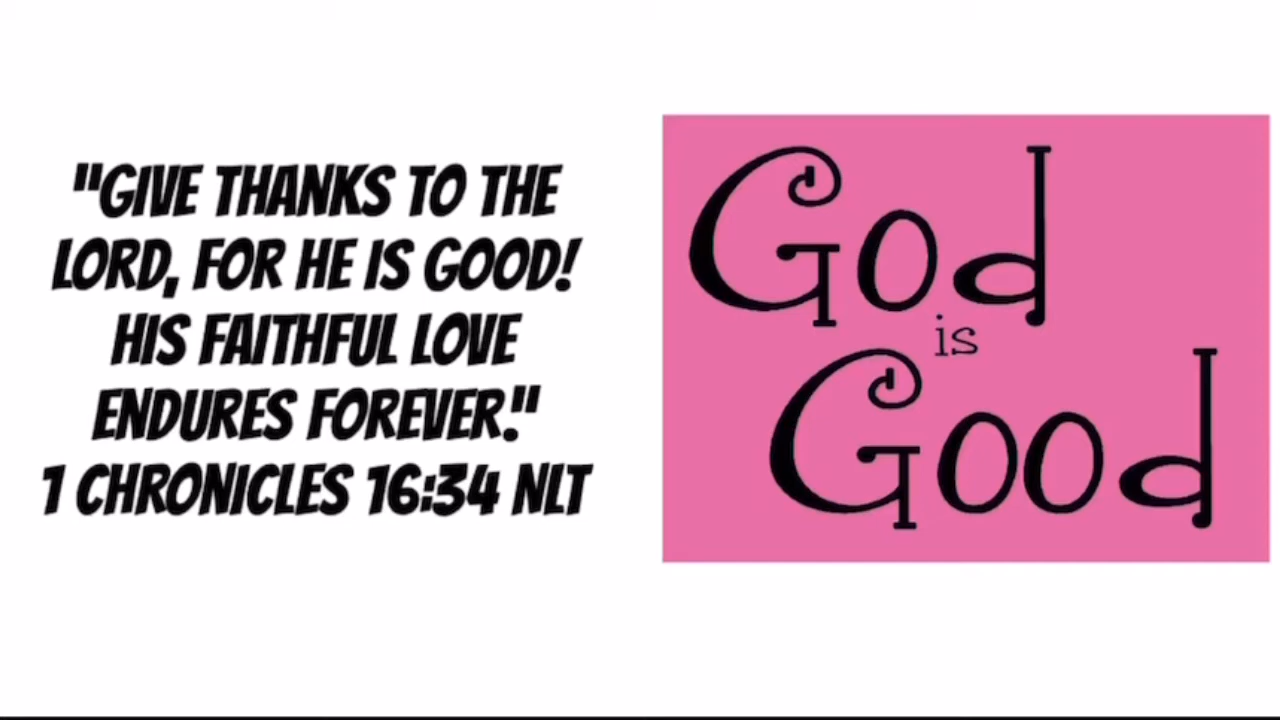 "GIVE THANKS TO THE
LORD, FOR HE IS GOOD!
HIS FAITHFUL LOVE
ENDURES FOREVER."
1 CHRONICLES 16:34 NLT
God
is
Good